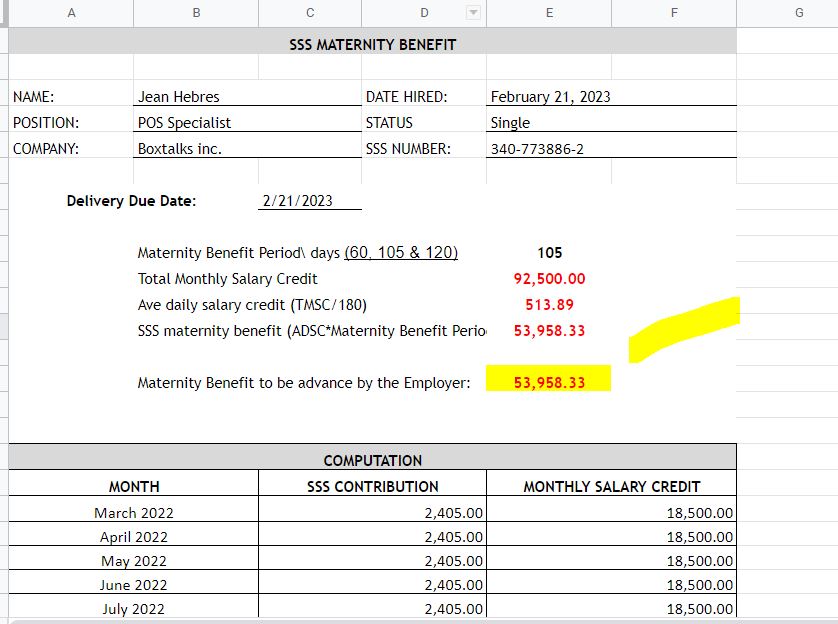 A B C D E F G
SSS MATERNITY BENEFIT
NAME: Jean Hebres DATE HIRED: February 21, 2023
POSITION: POS Specialist STATUS Single
COMPANY: Boxtalks inc. SSS NUMBER: 340-773886-2
Delivery Due Date: 2/21/2023
Maternity Benefit Period\ days (60, 105 & 120) 105
Total Monthly Salary Credit 92,500.00
Ave daily salary credit (TMSC/180) 513.89
SSS maternity benefit (ADSC*Maternity Benefit Perio 53,958.33
Maternity Benefit to be advance by the Employer: 53,958.33
COMPUTATION
MONTH SSS CONTRIBUTION MONTHLY SALARY CREDIT
March 2022 2,405.00 18,500.00
April 2022 2,405.00 18,500.00
May 2022 2,405.00 18,500.00
June 2022 2,405.00 18,500.00
July 2022 2,405.00 18,500.00